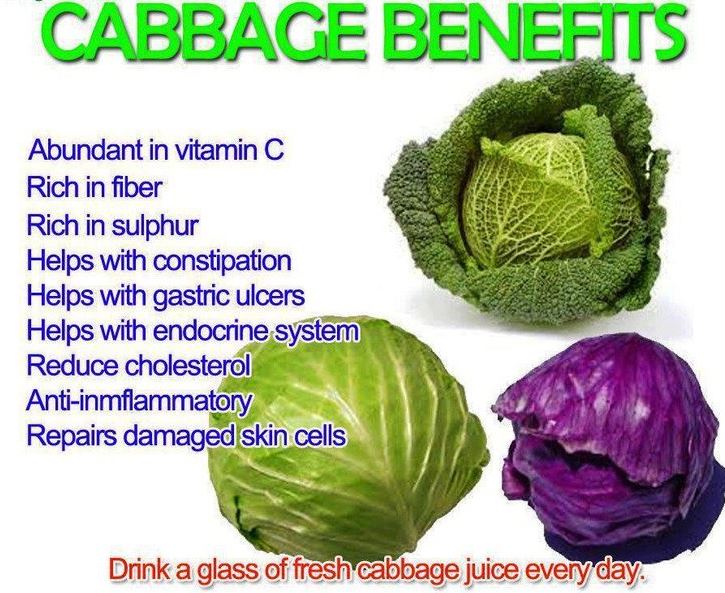 CABBAGE BENEFITS
Abundant in vitamin C
Rich in fiber
Rich in sulphur
Helps with constipation
Helps with gastric ulcers
Helps with endocrine system
Reduce cholesterol
Anti-inmflammatory
Repairs damaged skin cells
Drink a glass of fresh cabbage juice every day.